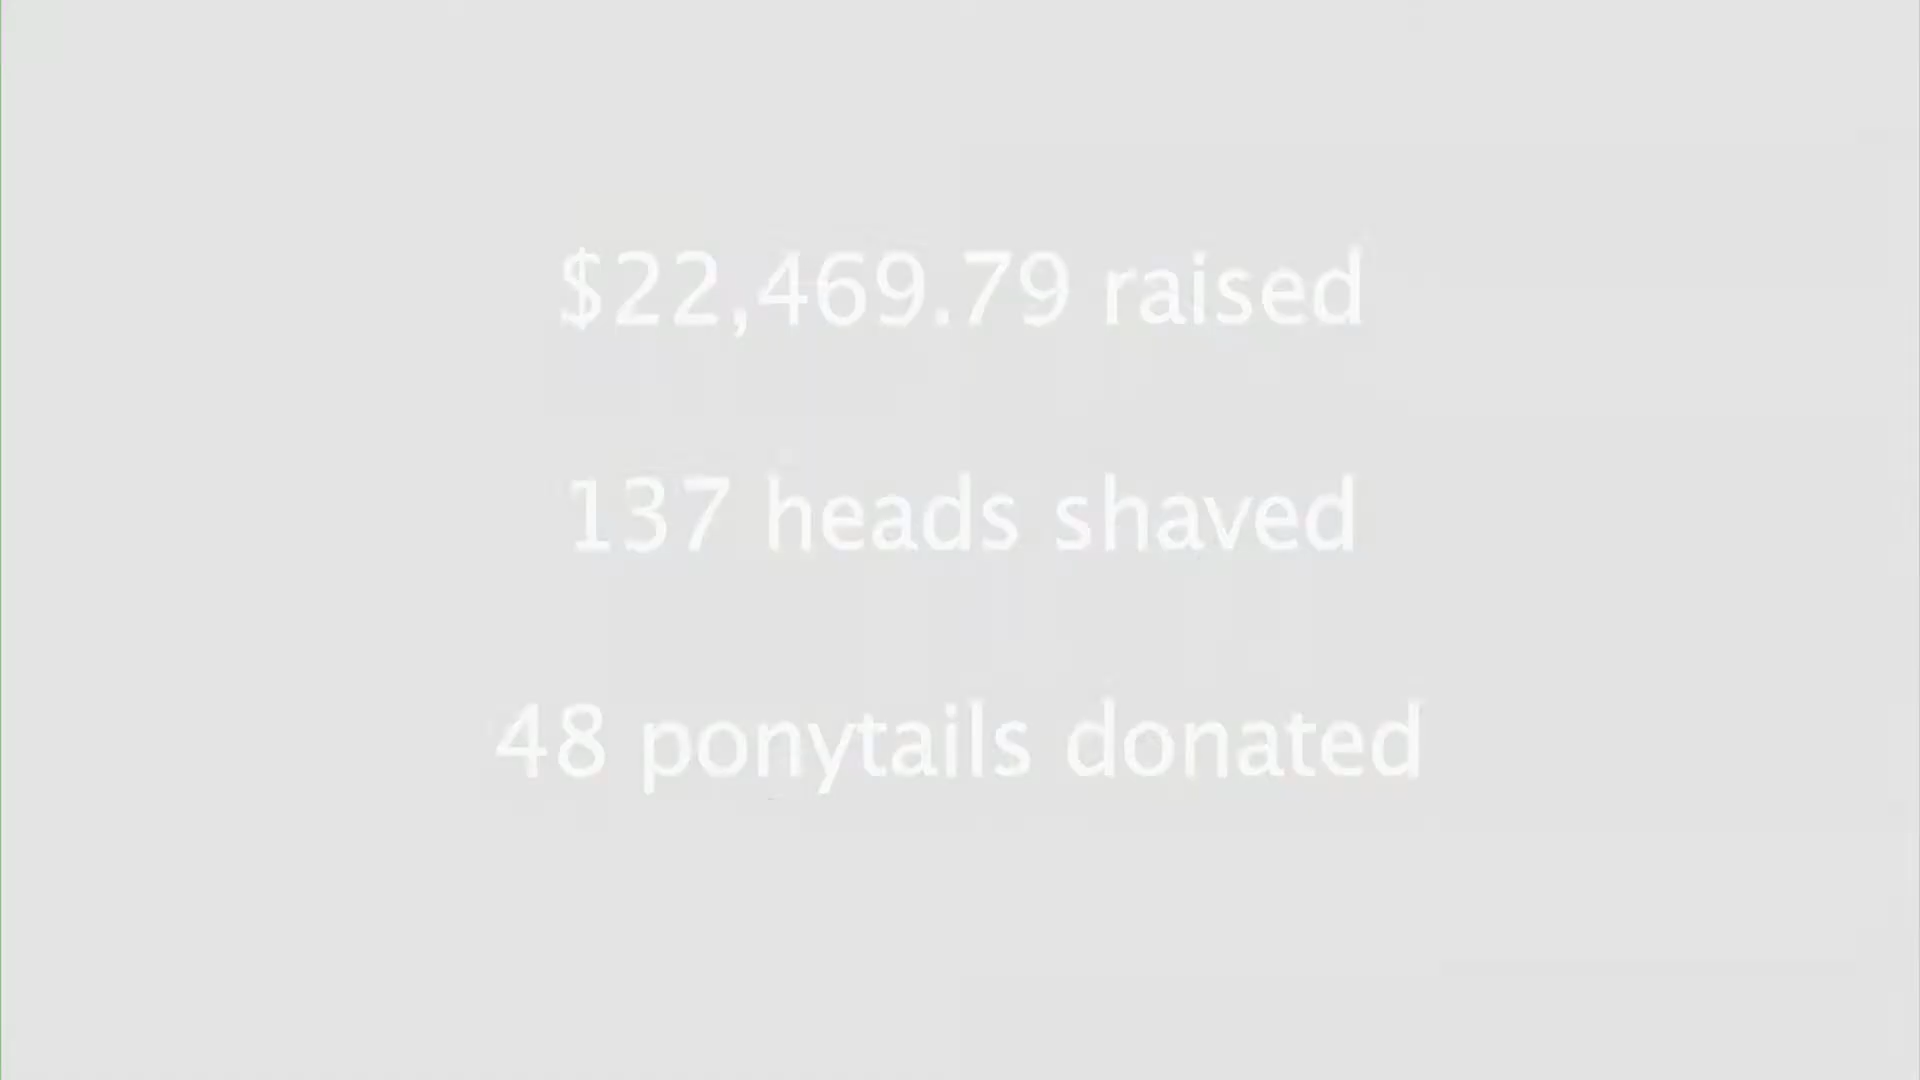 $22,469.79 raised
137 heads shaved
48 ponytails donated